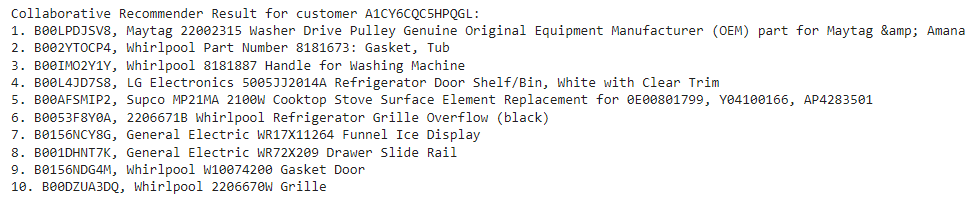 Collaborative Recommender Result for customer A1CY6CQC5HPQGL:
1. B00LPDJSV8, Maytag 22002315 Washer Drive Pulley Genuine Original Equipment Manufacturer (OEM) part for Maytag &amp; Amana
2. B002YTOCP4, Whirlpool Part Number 8181673: Gasket, Tub
3. B00IMO2Y1Y, Whirlpool 8181887 Handle for Washing Machine
4. B00L4JD7S8, LG Electronics 5005JJ2014A Refrigerator Door Shelf/Bin, White with Clear Trim
5. B00AFSMIP2, Supco MP21MA 2100W Cooktop Stove Surface Element Replacement for 0E00801799, Y04100166, AP4283501
6. B0053F8Y0A, 2206671B Whirlpool Refrigerator Grille Overflow (black)
7. B0156NCY8G, General Electric WR17X11264 Funnel Ice Display
8. B001DHNT7K, General Electric WR72X209 Drawer Slide Rail
9. B0156NDG4M, Whirlpool W10074200 Gasket Door
10. B00DZUA3DQ, Whirlpool 2206670W Grille